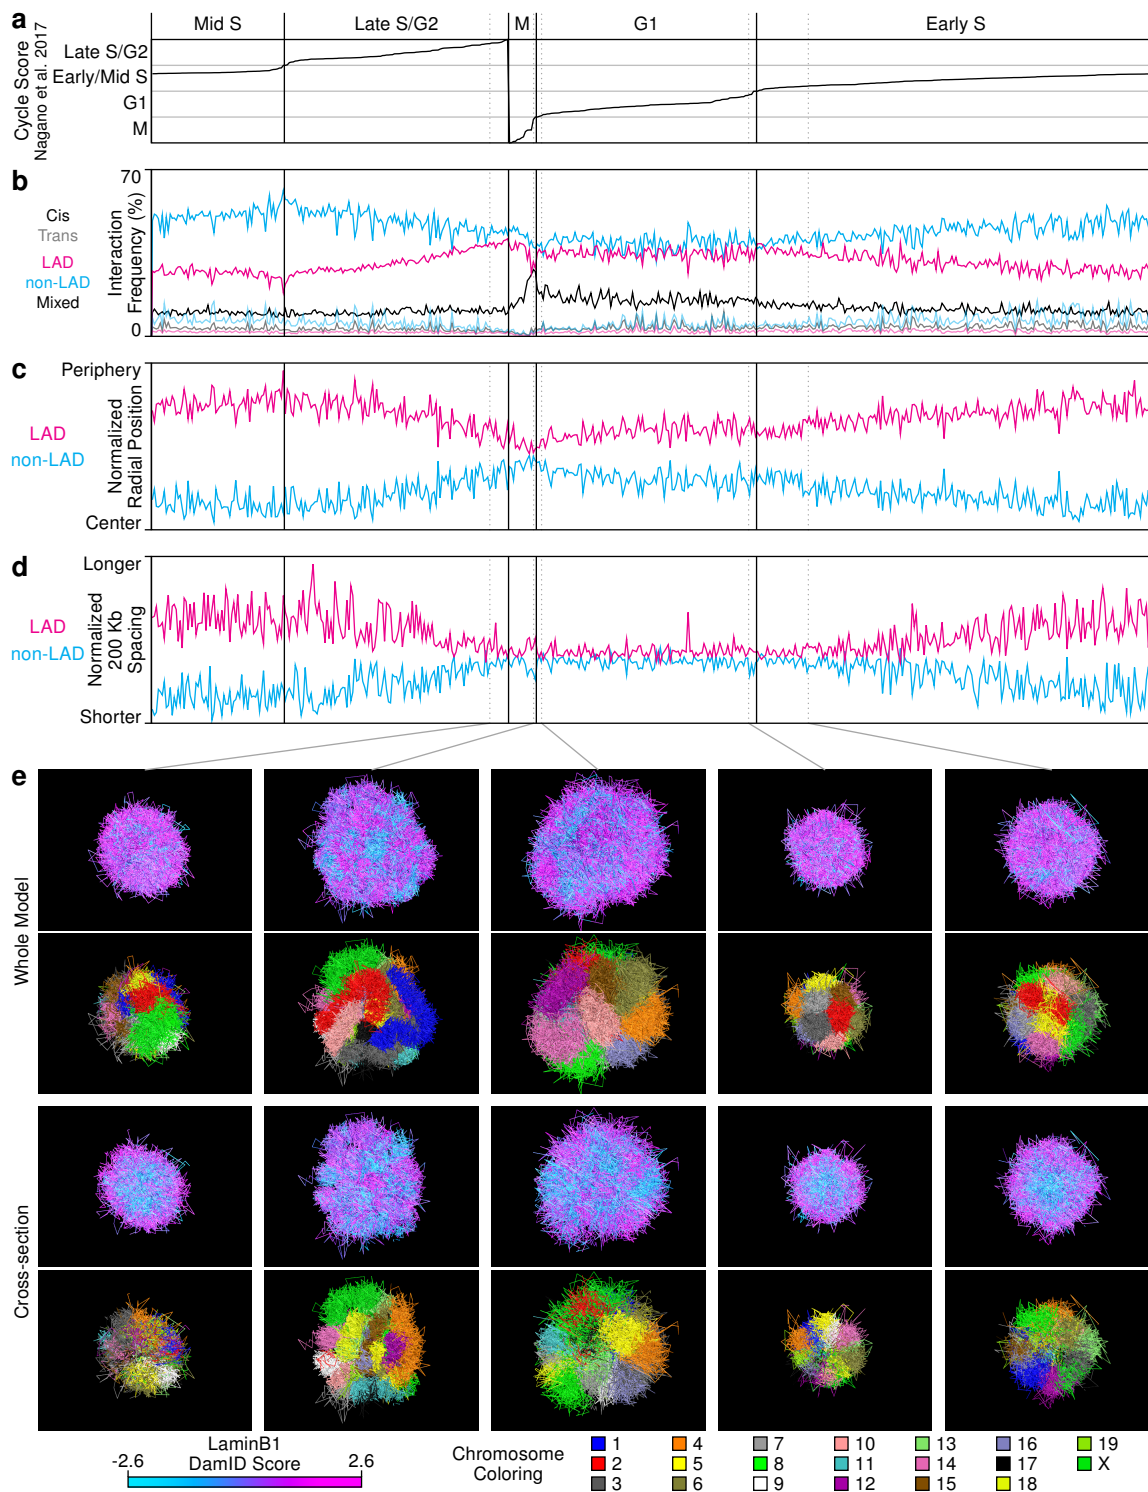 a
Mid S
Late S/G2
M
G1
Early S
Cycle Score
Nagano et al. 2017
Late S/G2
Early/Mid S
G1
M
b
Cis
Trans
LAD
non-LAD
Mixed
Interaction
Frequency (%)
70
0
c
LAD
non-LAD
Normalized
Radial Position
Periphery
Center
d
LAD
non-LAD
Normalized
200 Kb
Spacing
Longer
Shorter
e
Whole Model
Cross-section
LaminB1
DamID Score
-2.6
2.6
Chromosome
Coloring
1 4 7 10 13 16 19
2 5 8 11 14 17 X
3 6 9 12 15 18